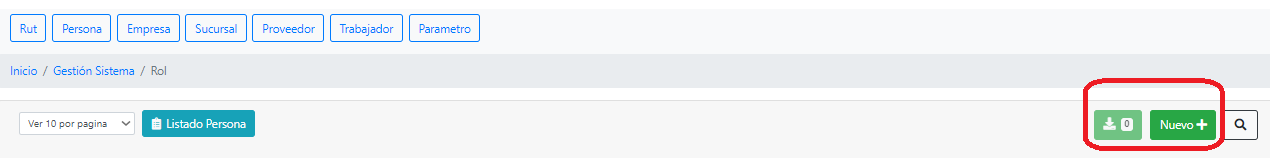 Rut Persona Empresa Sucursal Proveedor Trabajador Parametro
Inicio / Gestión Sistema / Rol
Ver 10 por pagina Listado Persona 0 Nuevo +